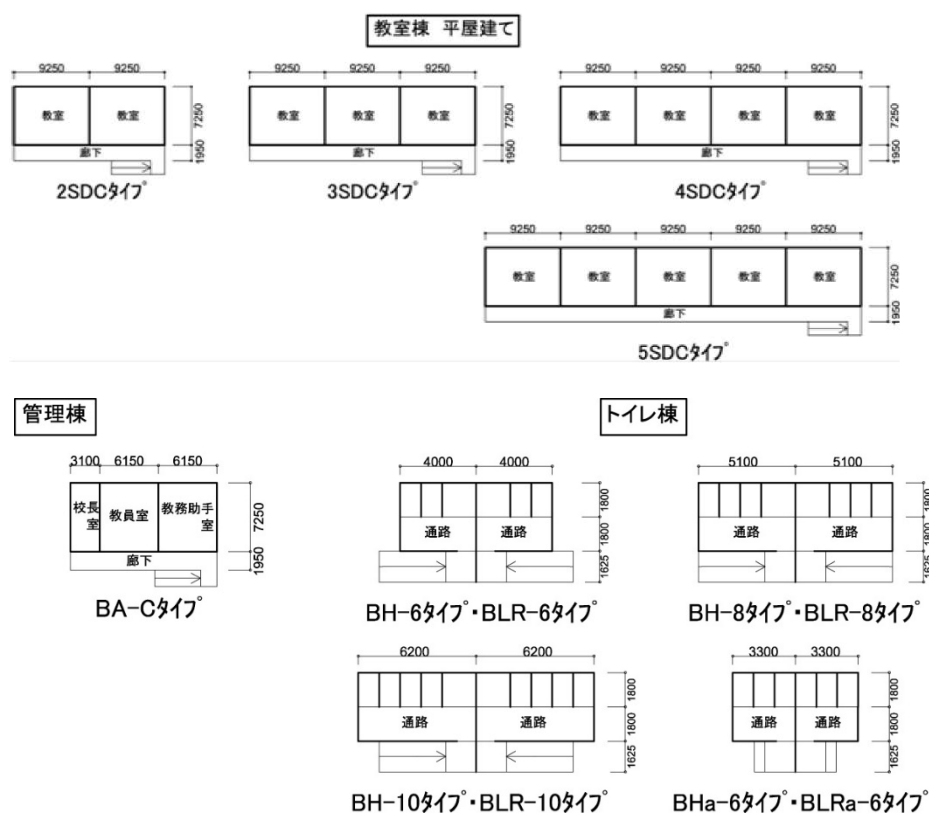 教室棟 平屋建て
9250 9250
教室 教室
廊下
7250
1950
2SDCタイプ
9250 9250 9250
教室 教室 教室
廊下
7250
1950
3SDCタイプ
9250 9250 9250 9250
教室 教室 教室 教室
廊下
7250
1950
4SDCタイプ
9250 9250 9250 9250 9250
教室 教室 教室 教室 教室
廊下
7250
1950
5SDCタイプ
管理棟
3100 6150 6150
校長室 教員室 教務助手室
廊下
7250
1950
BA-Cタイプ
トイレ棟
4000 4000
通路 通路
1800
1800
1625
BH-6タイプ・BLR-6タイプ
5100 5100
通路 通路
1800
1800
1625
BH-8タイプ・BLR-8タイプ
6200 6200
通路 通路
1800
1800
1625
BH-10タイプ・BLR-10タイプ
3300 3300
通路 通路
1800
1800
1625
BHa-6タイプ・BLRa-6タイプ